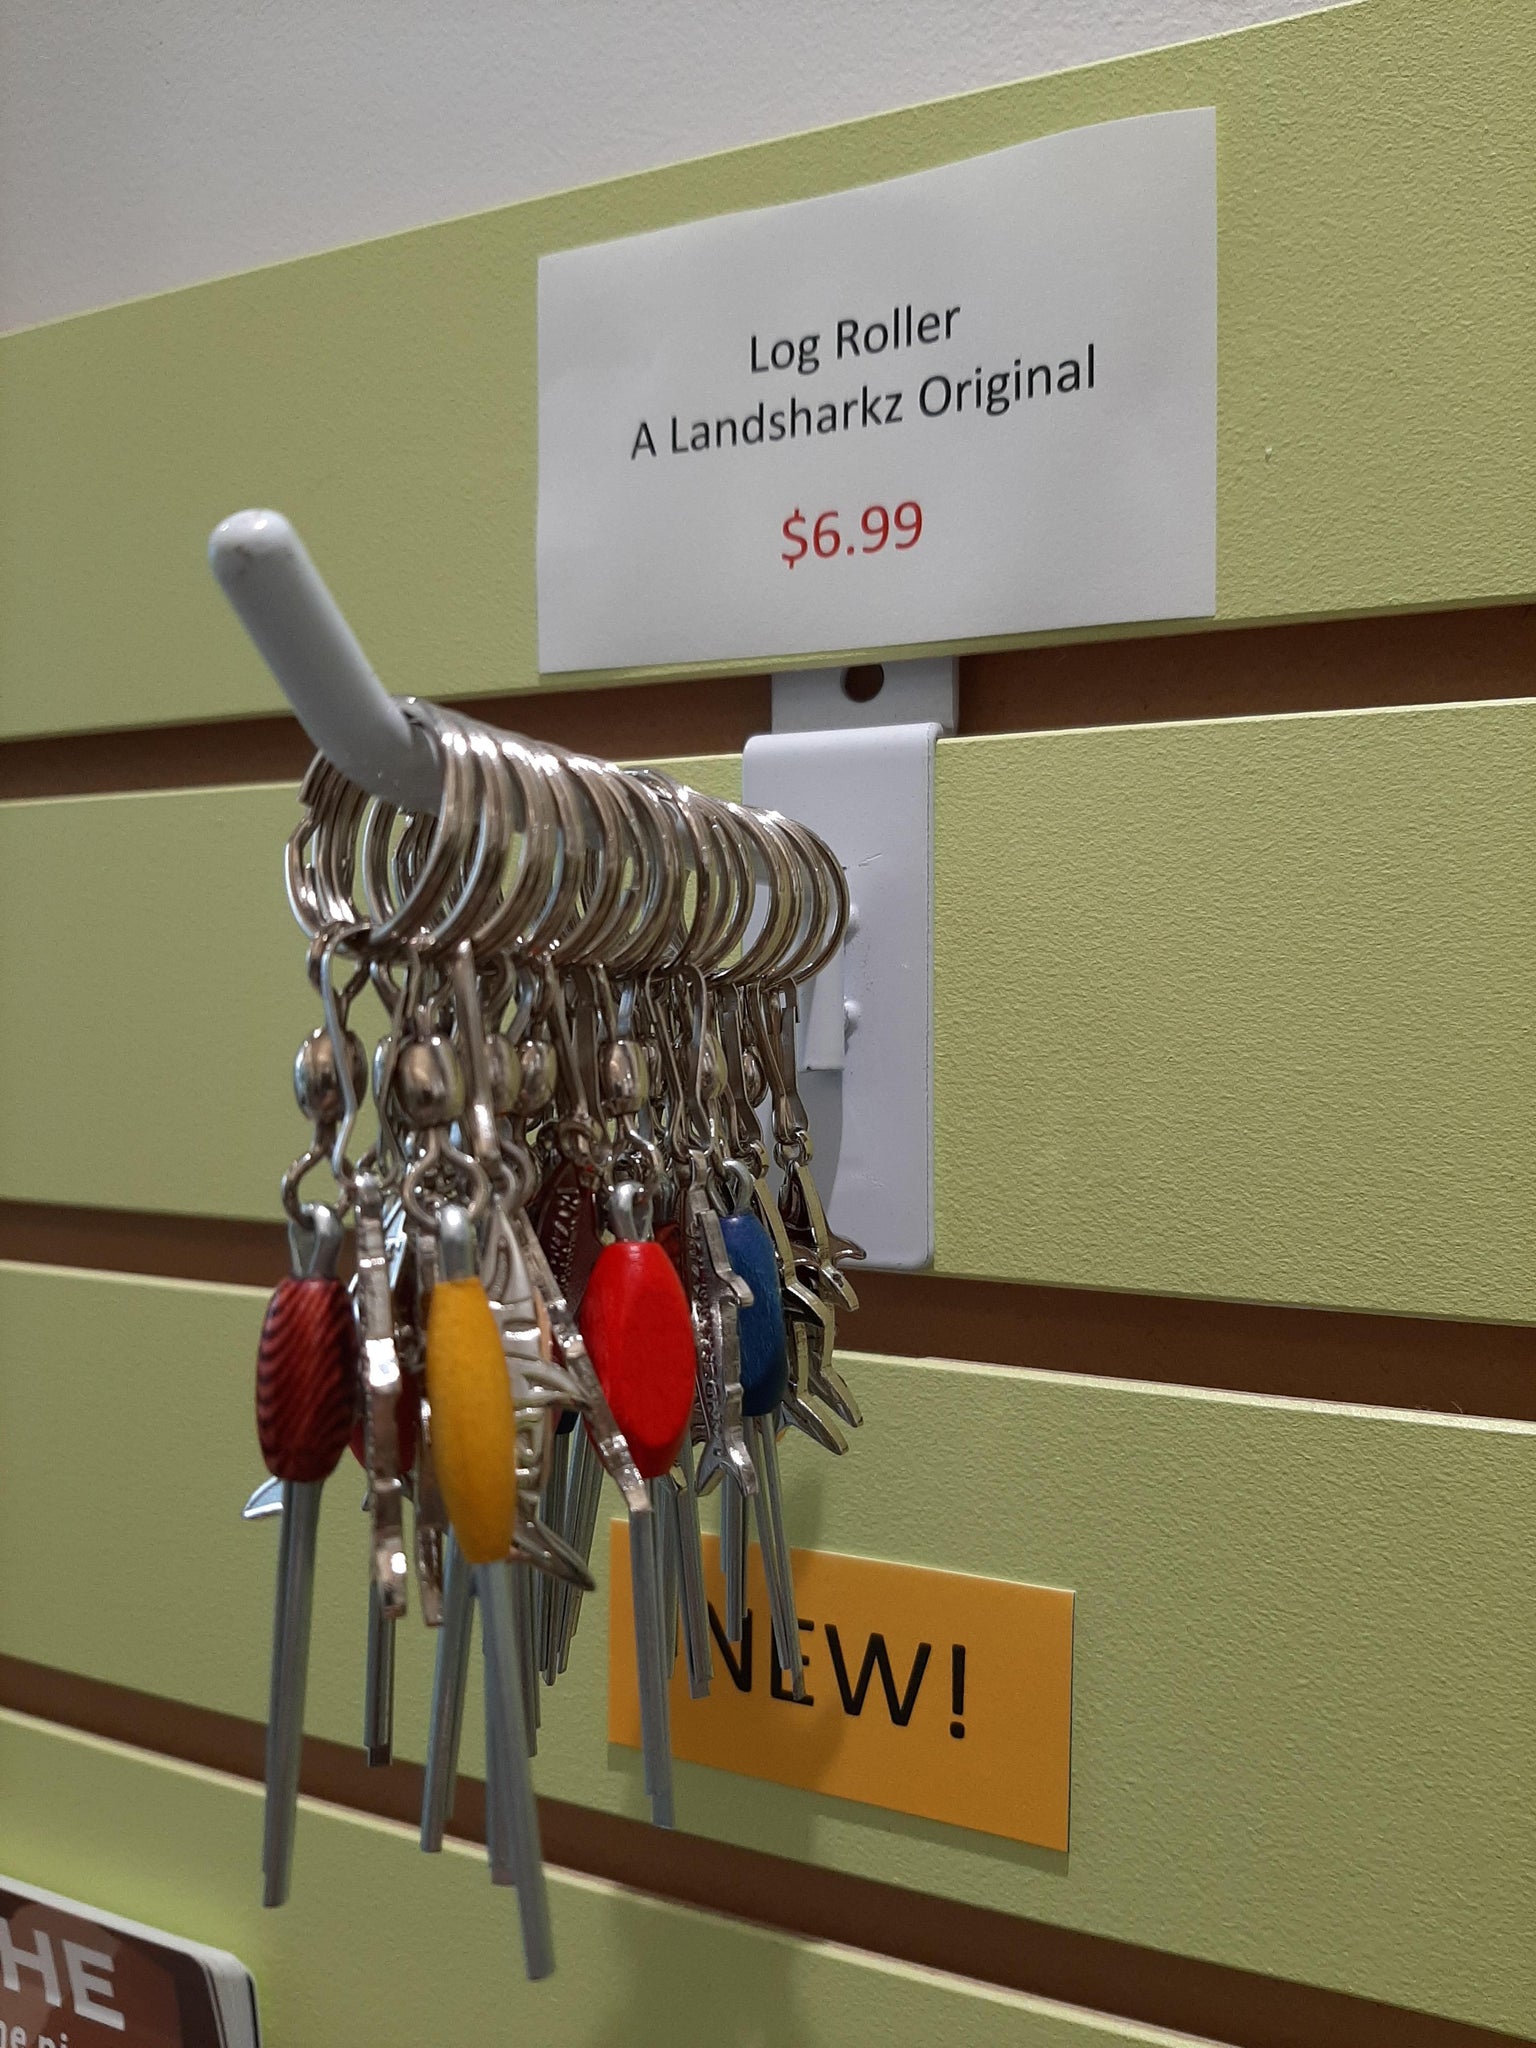 Log Roller
A Landsharkz Original
$6.99
NEW!
HE